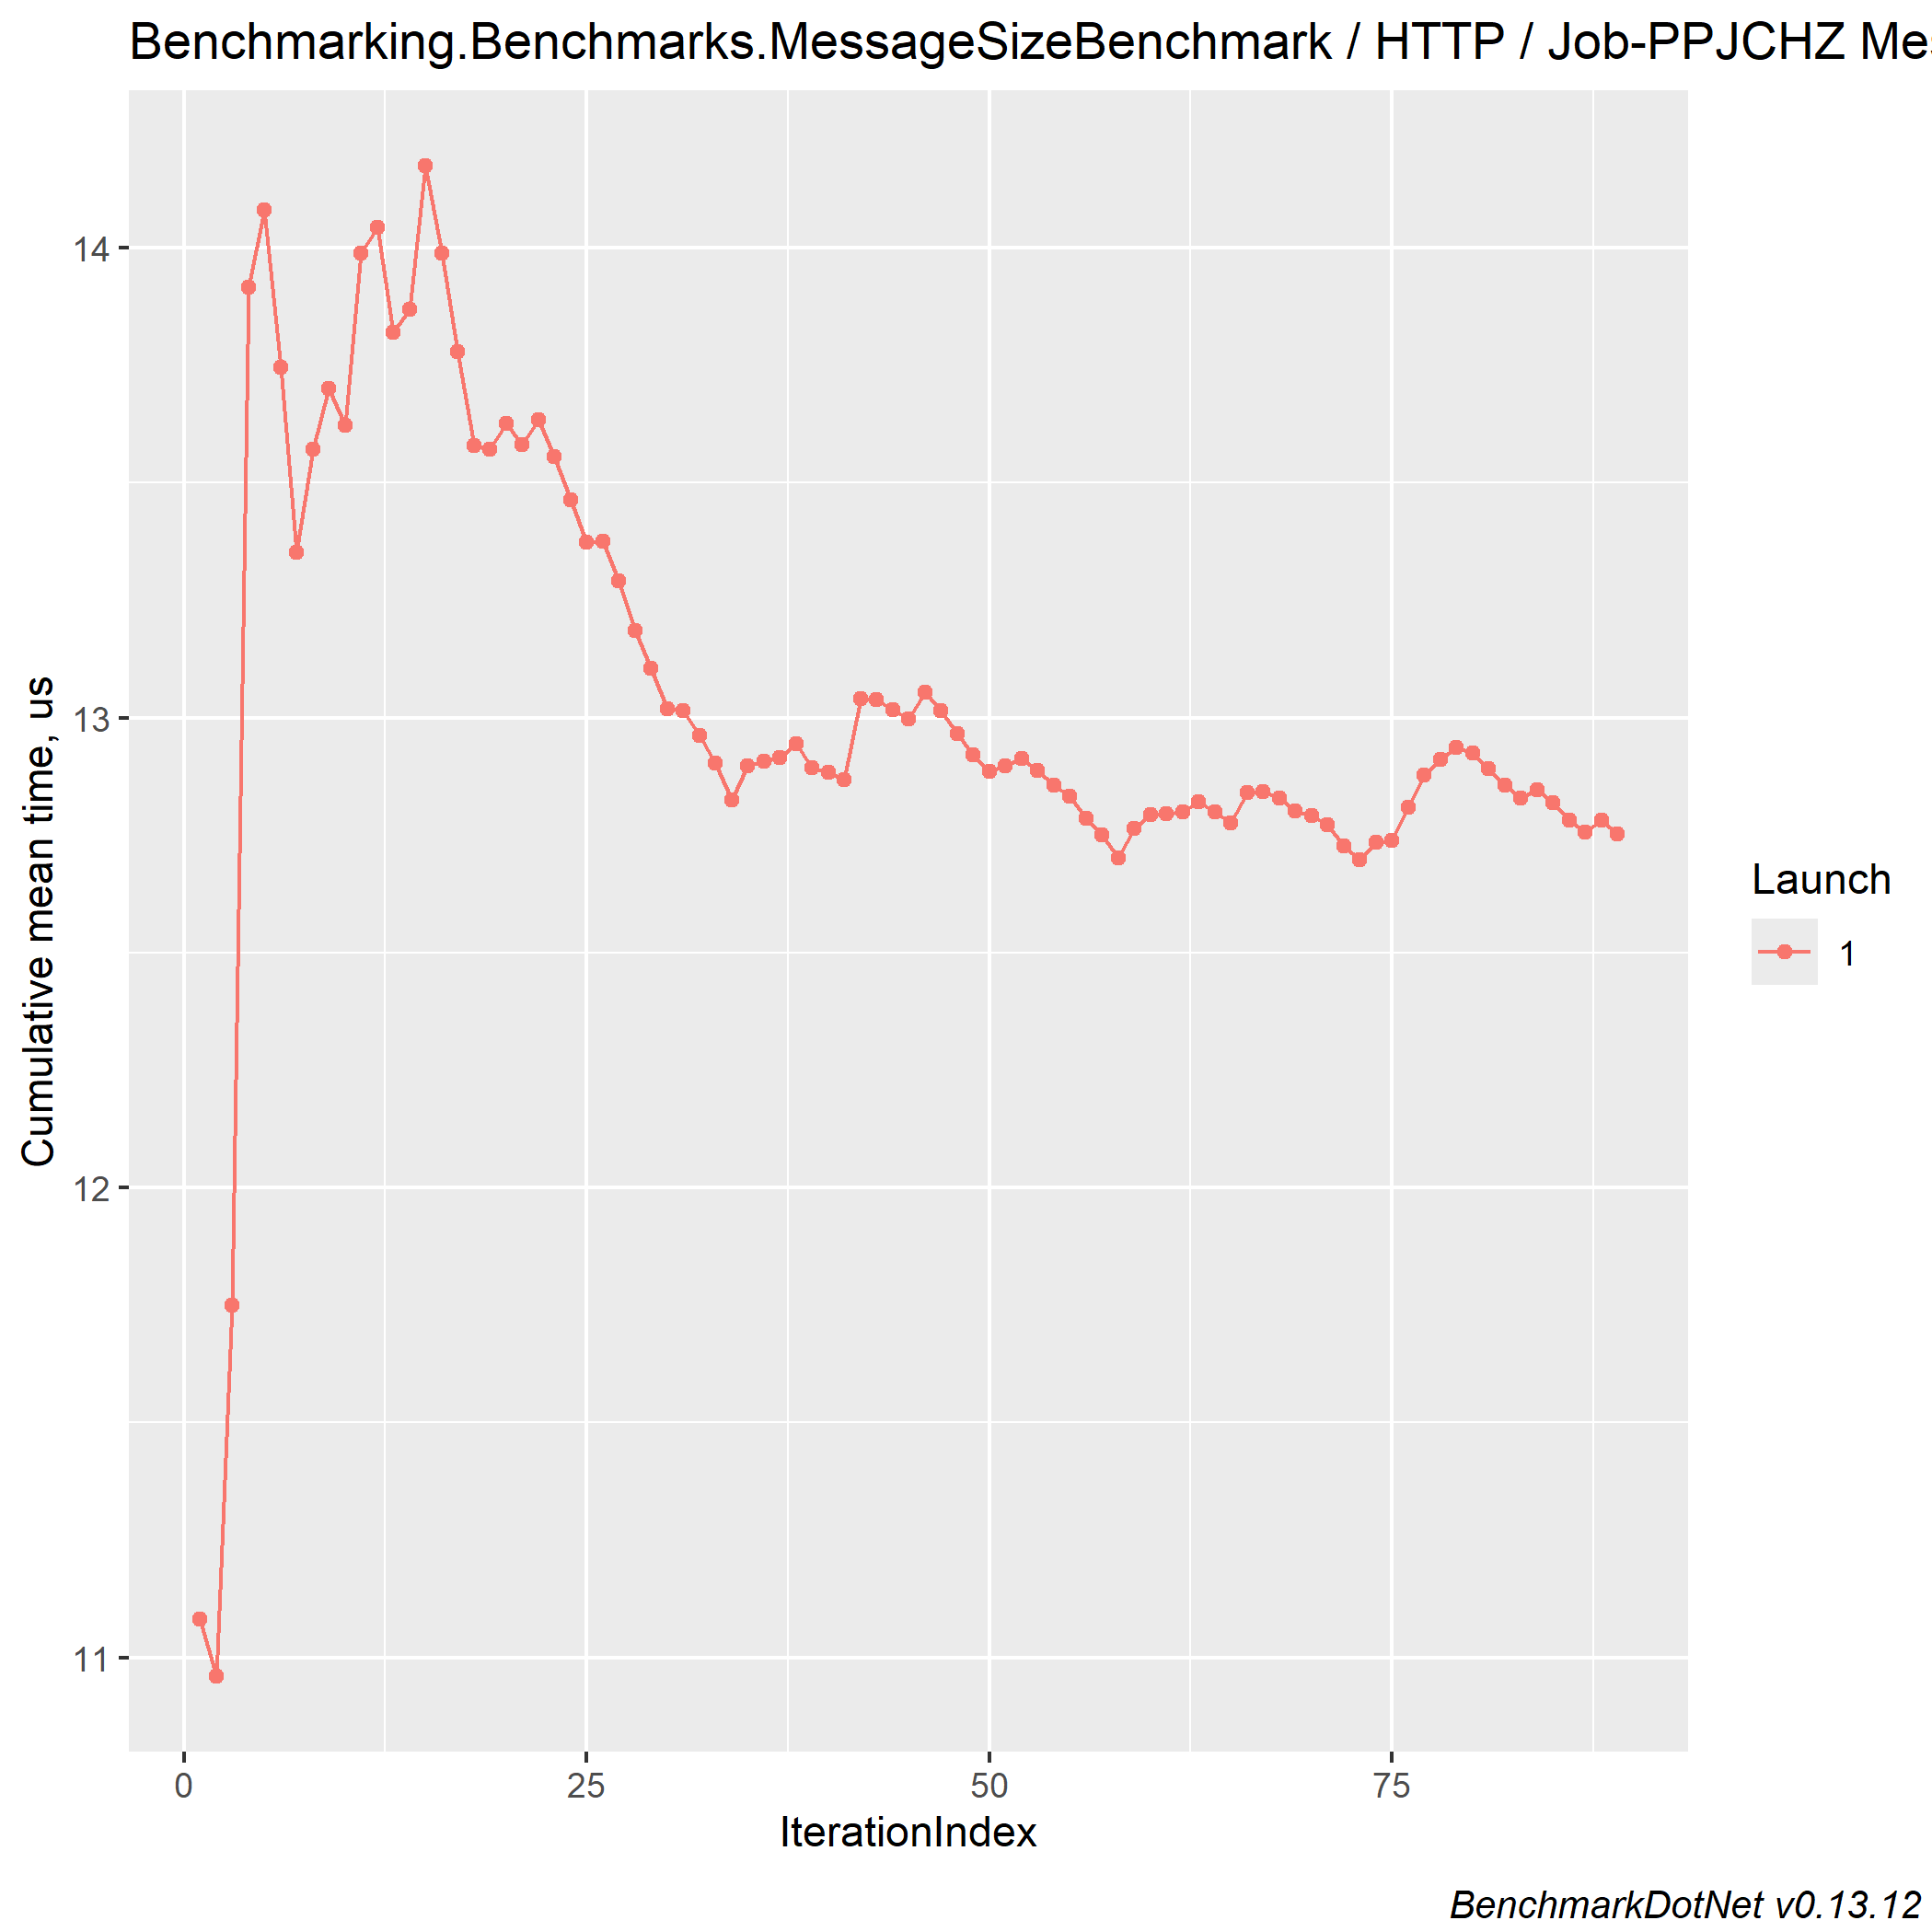 Benchmarking.Benchmarks.MessageSizeBenchmark / HTTP / Job-PPJCHZ Mes
14
13
12
11
Cumulative mean time, us
0 25 50 75
IterationIndex
Launch
1
BenchmarkDotNet v0.13.12